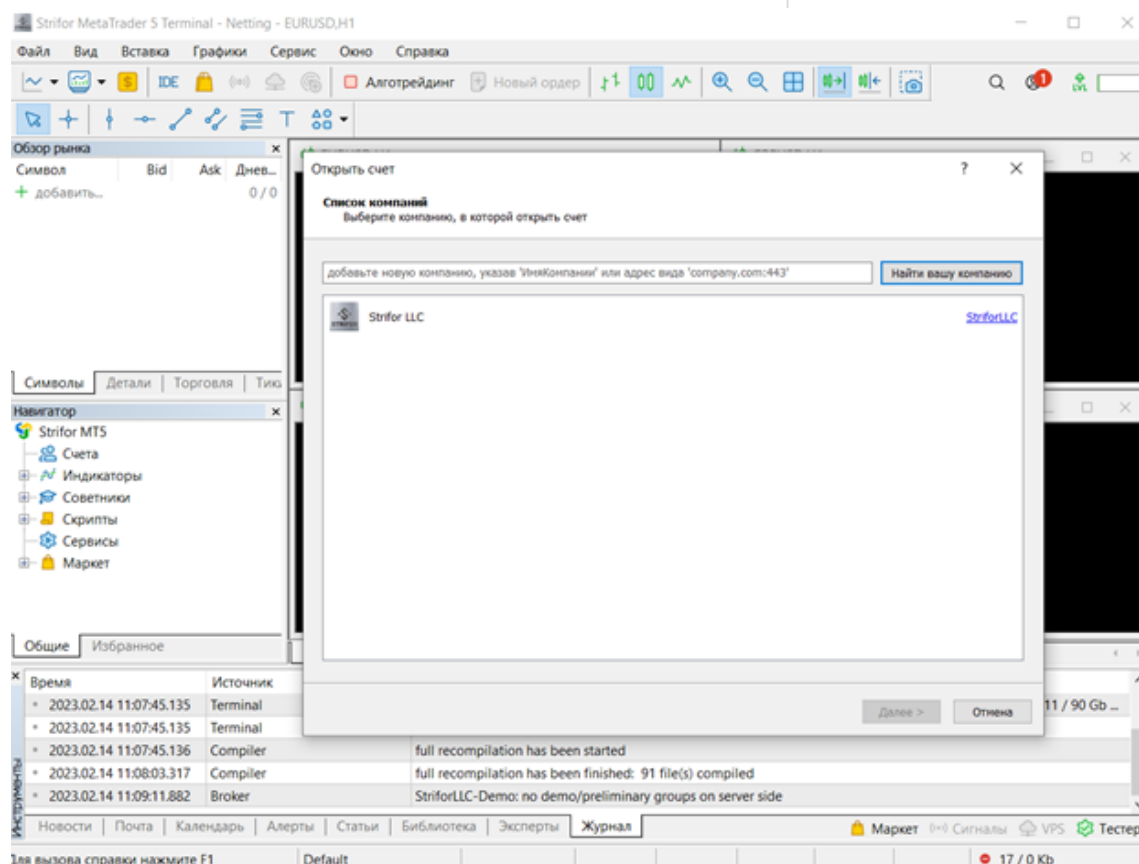 Strifor MetaTrader 5 Terminal - Netting - EURUSD,H1
Файл Вид Вставка Графики Сервис Окно Справка
IDE Алготрейдинг Новый ордер 1
Обзор рынка
Символ Bid Ask Днев...
добавить... 0 / 0
Символы Детали Торговля Тик
Навигатор
Strifor MT5
Счета
Индикаторы
Советники
Скрипты
Сервисы
Маркет
Общие Избранное
Открыть счет
Список компаний
Выберите компанию, в которой открыть счет
добавьте новую компанию, указав 'ИмяКомпании' или адрес вида 'company.com:443' Найти вашу компанию
Strifor LLC StriforLLC
Далее > Отмена
Время Источник
2023.02.14 11:07:45.135 Terminal 11 / 90 Gb ...
2023.02.14 11:07:45.135 Terminal
2023.02.14 11:07:45.136 Compiler full recompilation has been started
2023.02.14 11:08:03.317 Compiler full recompilation has been finished: 91 file(s) compiled
2023.02.14 11:09:11.882 Broker StriforLLC-Demo: no demo/preliminary groups on server side
Инструменты
Новости Почта Календарь Алерты Статьи Библиотека Эксперты Журнал Маркет Сигналы VPS Тестер
Для вызова справки нажмите F1 Default 17 / 0 Kb